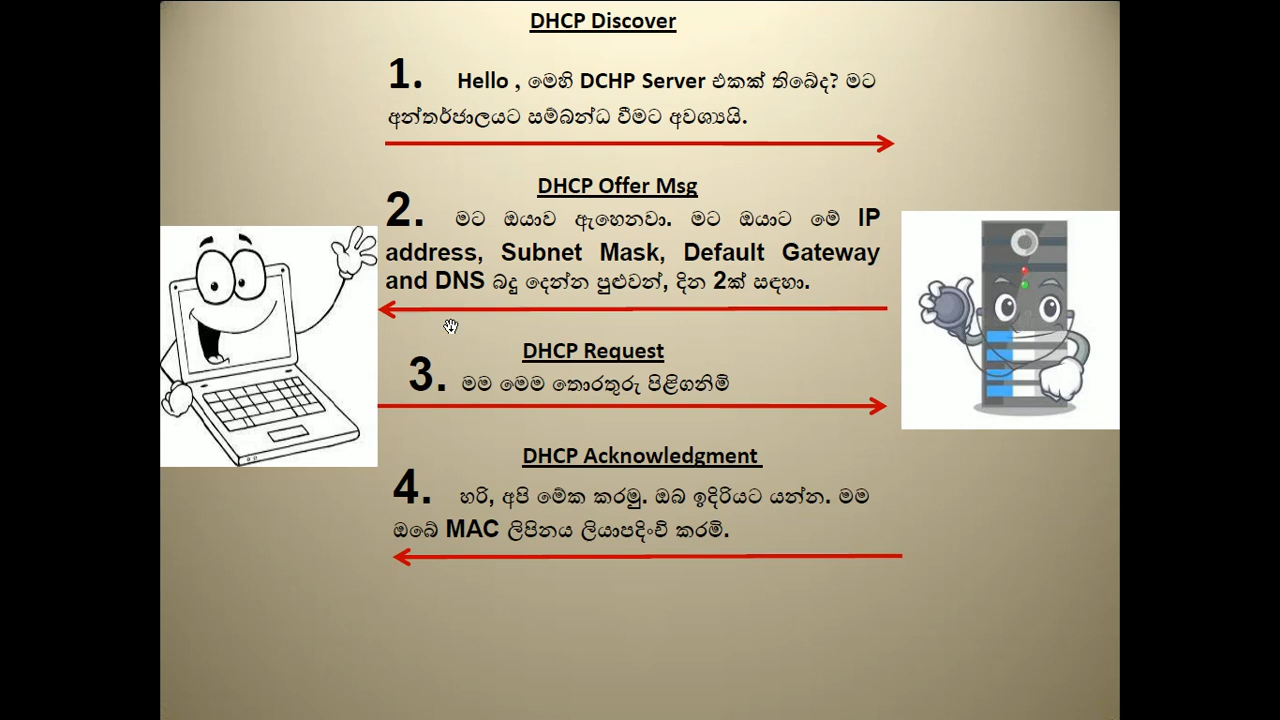 DHCP Discover
1. Hello , මෙහි DCHP Server එකක් තිබේද? මට
අන්තර්ජාලයට සම්බන්ධ වීමට අවශ්‍යයි.
DHCP Offer Msg
2. මට ඔයාව ඇහෙනවා. මට ඔයාට මේ IP
address, Subnet Mask, Default Gateway
and DNS බදු දෙන්න පුළුවන්, දින 2ක් සඳහා.
DHCP Request
3. මම මෙම තොරතුරු පිළිගනිමි
DHCP Acknowledgment
4. හරි, අපි මේක කරමු. ඔබ ඉදිරියට යන්න. මම
ඔබේ MAC ලිපිනය ලියාපදිංචි කරමි.